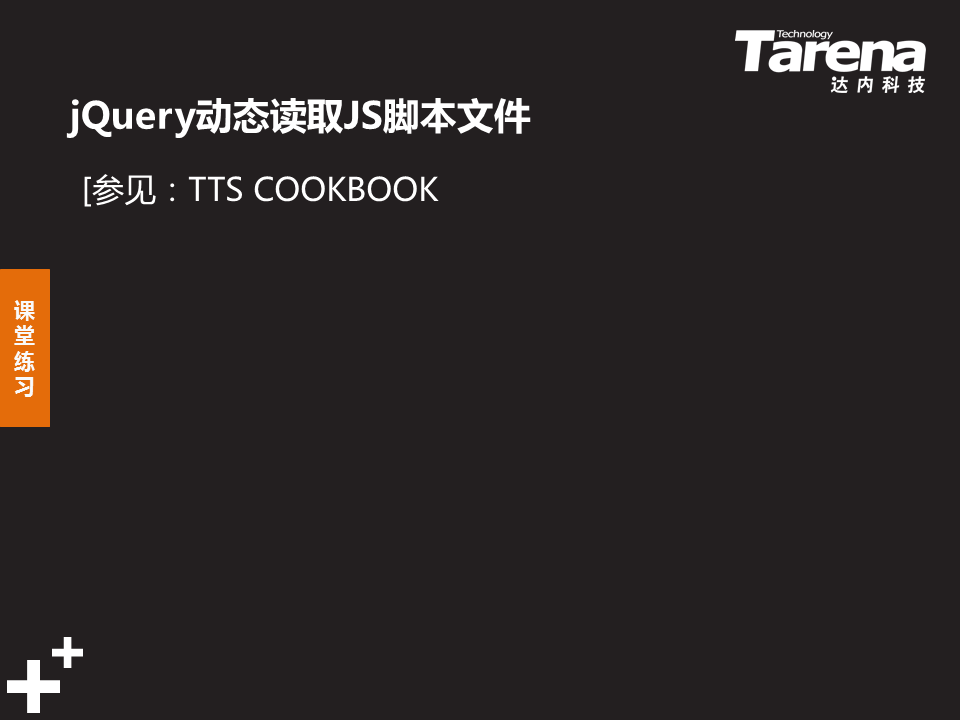 Technology
Tarena
达内科技
jQuery动态读取JS脚本文件
[参见：TTS COOKBOOK
课
堂
练
习